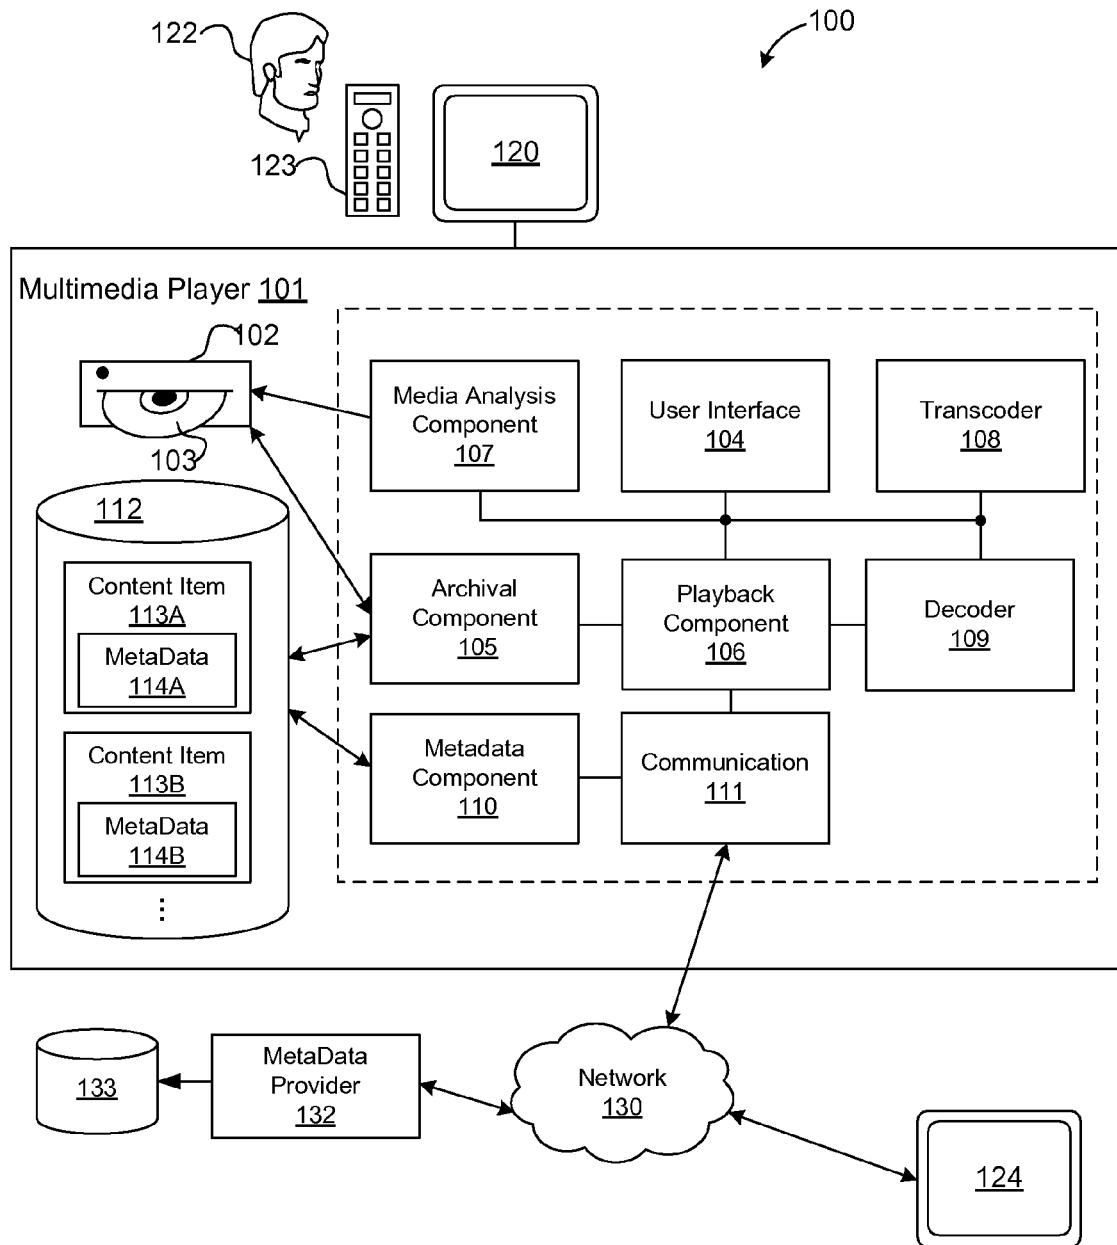 100
122
123
120
Multimedia Player 101
102
103
Media Analysis
Component
107
User Interface
104
Transcoder
108
112
Content Item
113A
MetaData
114A
Content Item
113B
MetaData
114B
⋮
Archival
Component
105
Playback
Component
106
Decoder
109
Metadata
Component
110
Communication
111
133
MetaData
Provider
132
Network
130
124